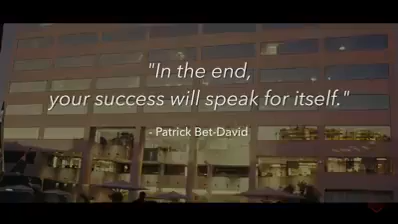 "In the end,
your success will speak for itself."
- Patrick Bet-David